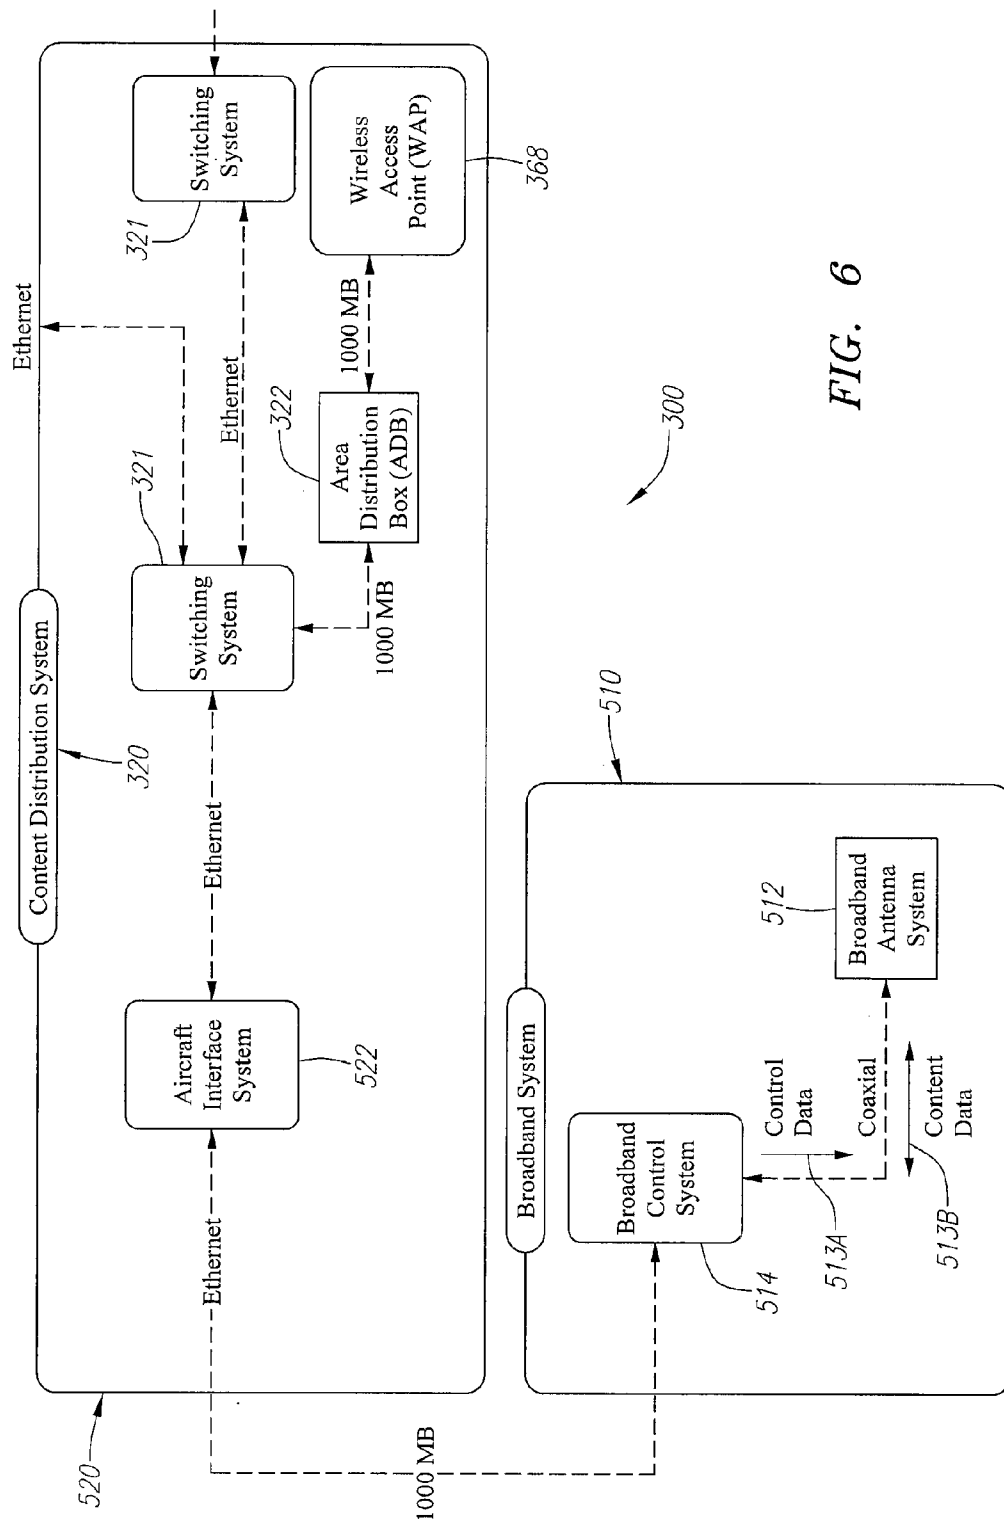 Content Distribution System
320
520
Ethernet
Aircraft
Interface
System
522
Ethernet
Switching
System
321
Ethernet
Ethernet
Switching
System
321
1000 MB
Area
Distribution
Box (ADB)
322
1000 MB
Wireless
Access
Point (WAP)
368
1000 MB
Broadband System
510
Broadband
Control
System
514
Control
Data
513A
Coaxial
Content
Data
513B
Broadband
Antenna
System
512
300
FIG. 6